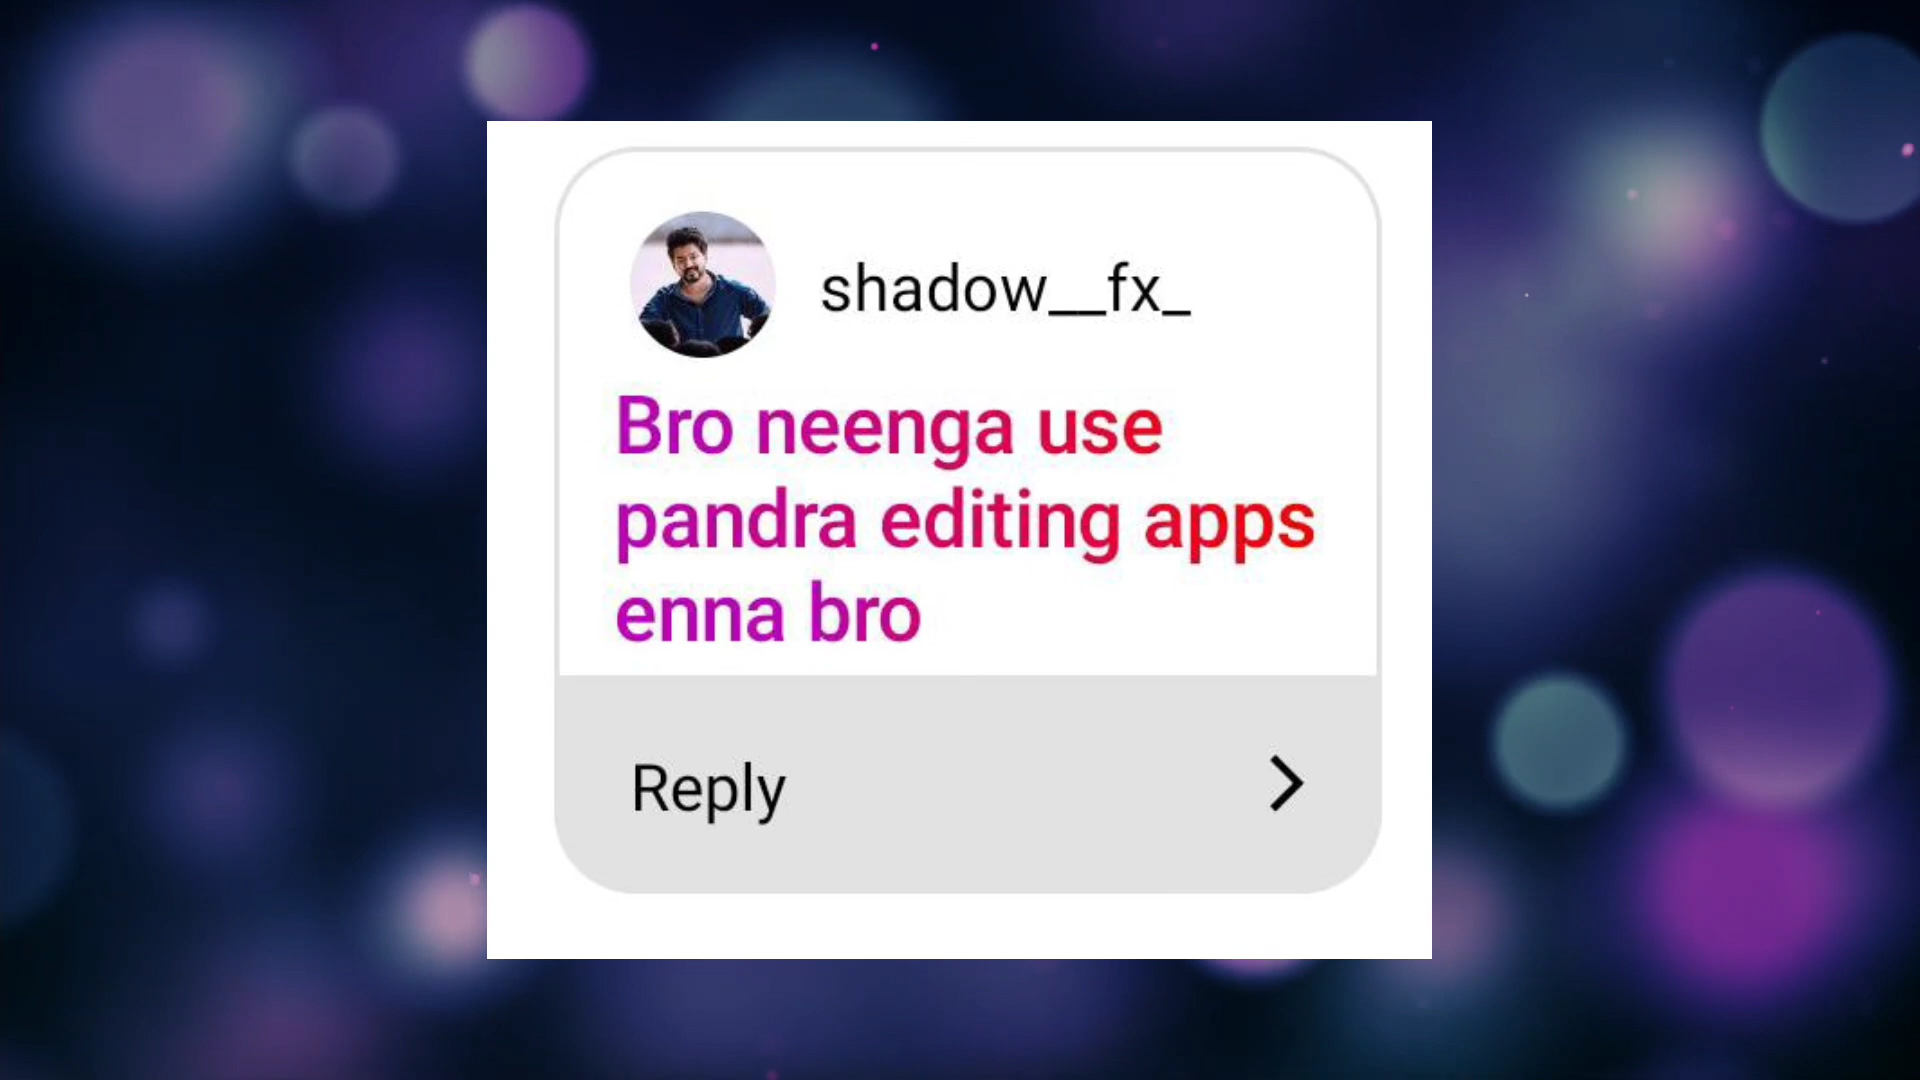 shadow__fx_
Bro neenga use
pandra editing apps
enna bro
Reply